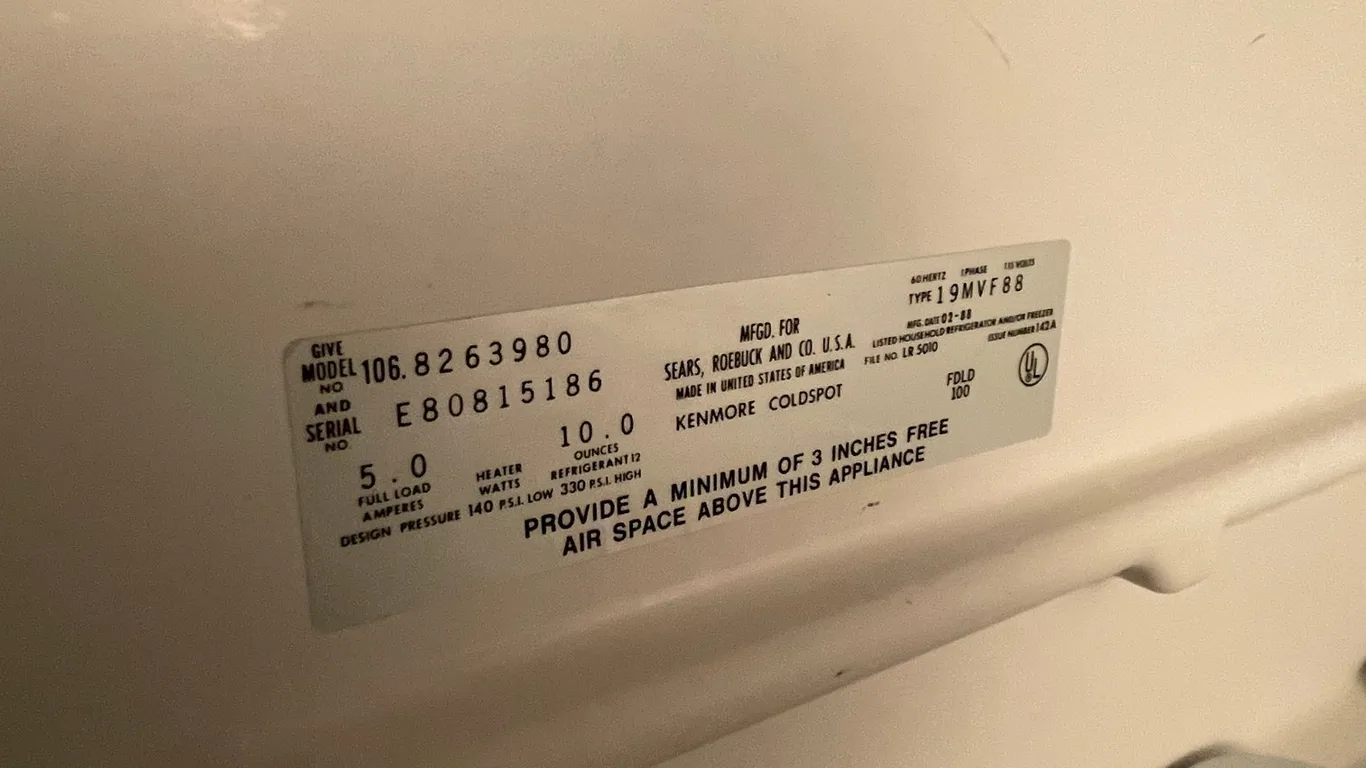 GIVE
MODEL 106.8263980
NO
AND
SERIAL E80815186
NO.
5.0
FULL LOAD
AMPERES
HEATER
WATTS
10.0
OUNCES
REFRIGERANT 12
DESIGN PRESSURE 140 P.S.I. LOW 330 P.S.I. HIGH
MFGD. FOR
SEARS, ROEBUCK AND CO. U.S.A.
MADE IN UNITED STATES OF AMERICA
KENMORE COLDSPOT
60 HERTZ 1 PHASE 115 VOLTS
TYPE 19MVF88
MFG. DATE 02-88
LISTED HOUSEHOLD REFRIGERATOR AND/OR FREEZER
FILE NO. LR 5010 ISSUE NUMBER 142A
FDLD
100
UL
PROVIDE A MINIMUM OF 3 INCHES FREE
AIR SPACE ABOVE THIS APPLIANCE